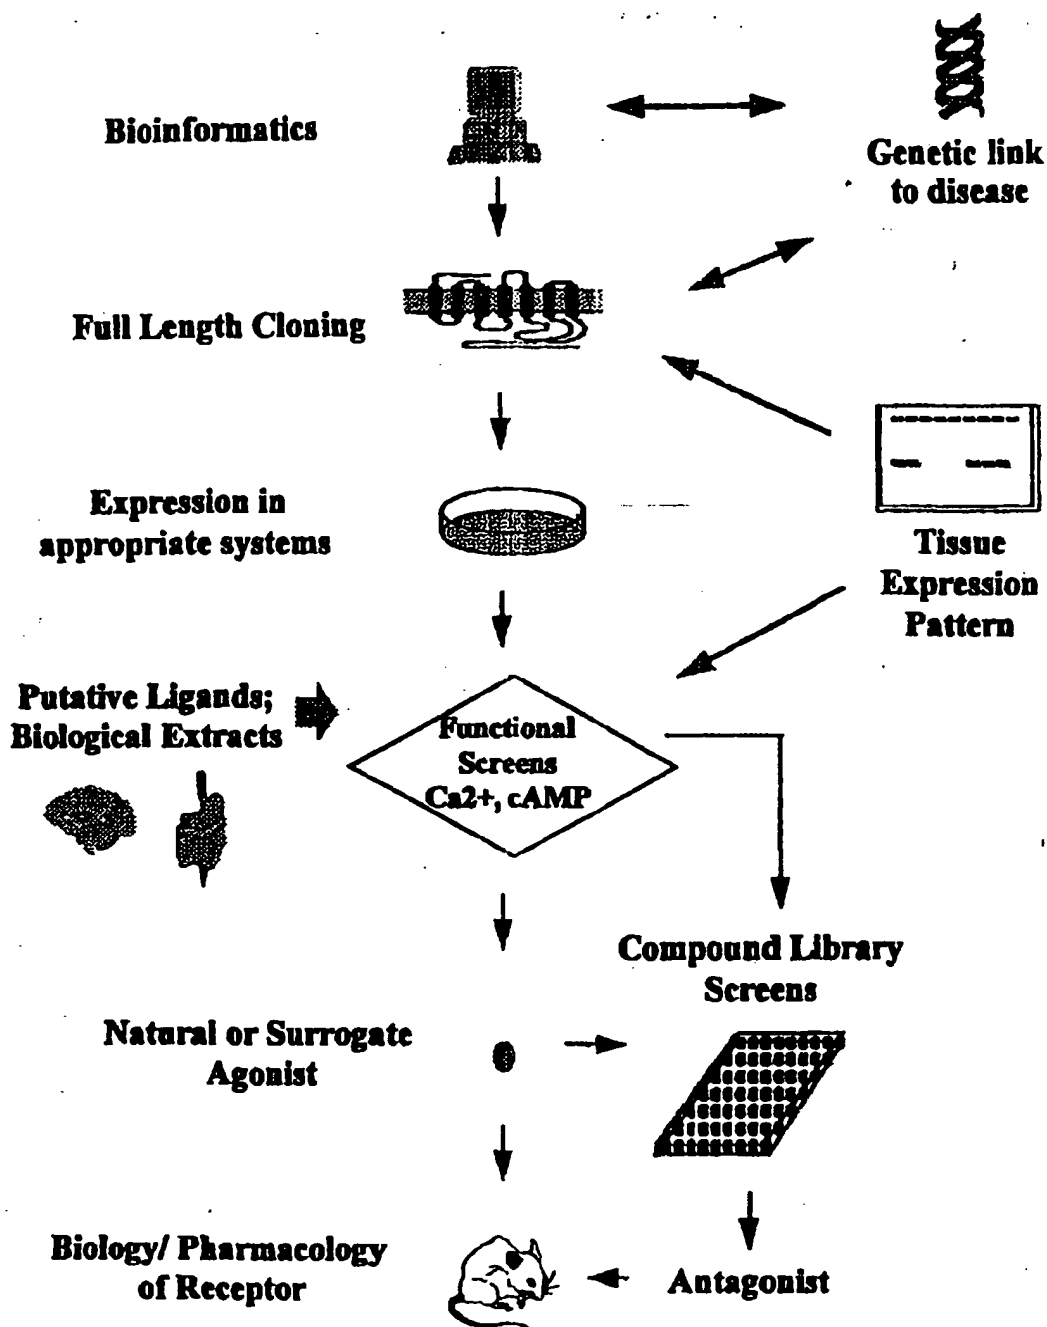 Bioinformatics
Genetic link
to disease
Full Length Cloning
Expression in
appropriate systems
Tissue
Expression
Pattern
Putative Ligands;
Biological Extracts
Functional
Screens
Ca2+, cAMP
Compound Library
Screens
Natural or Surrogate
Agonist
Biology/ Pharmacology
of Receptor
Antagonist